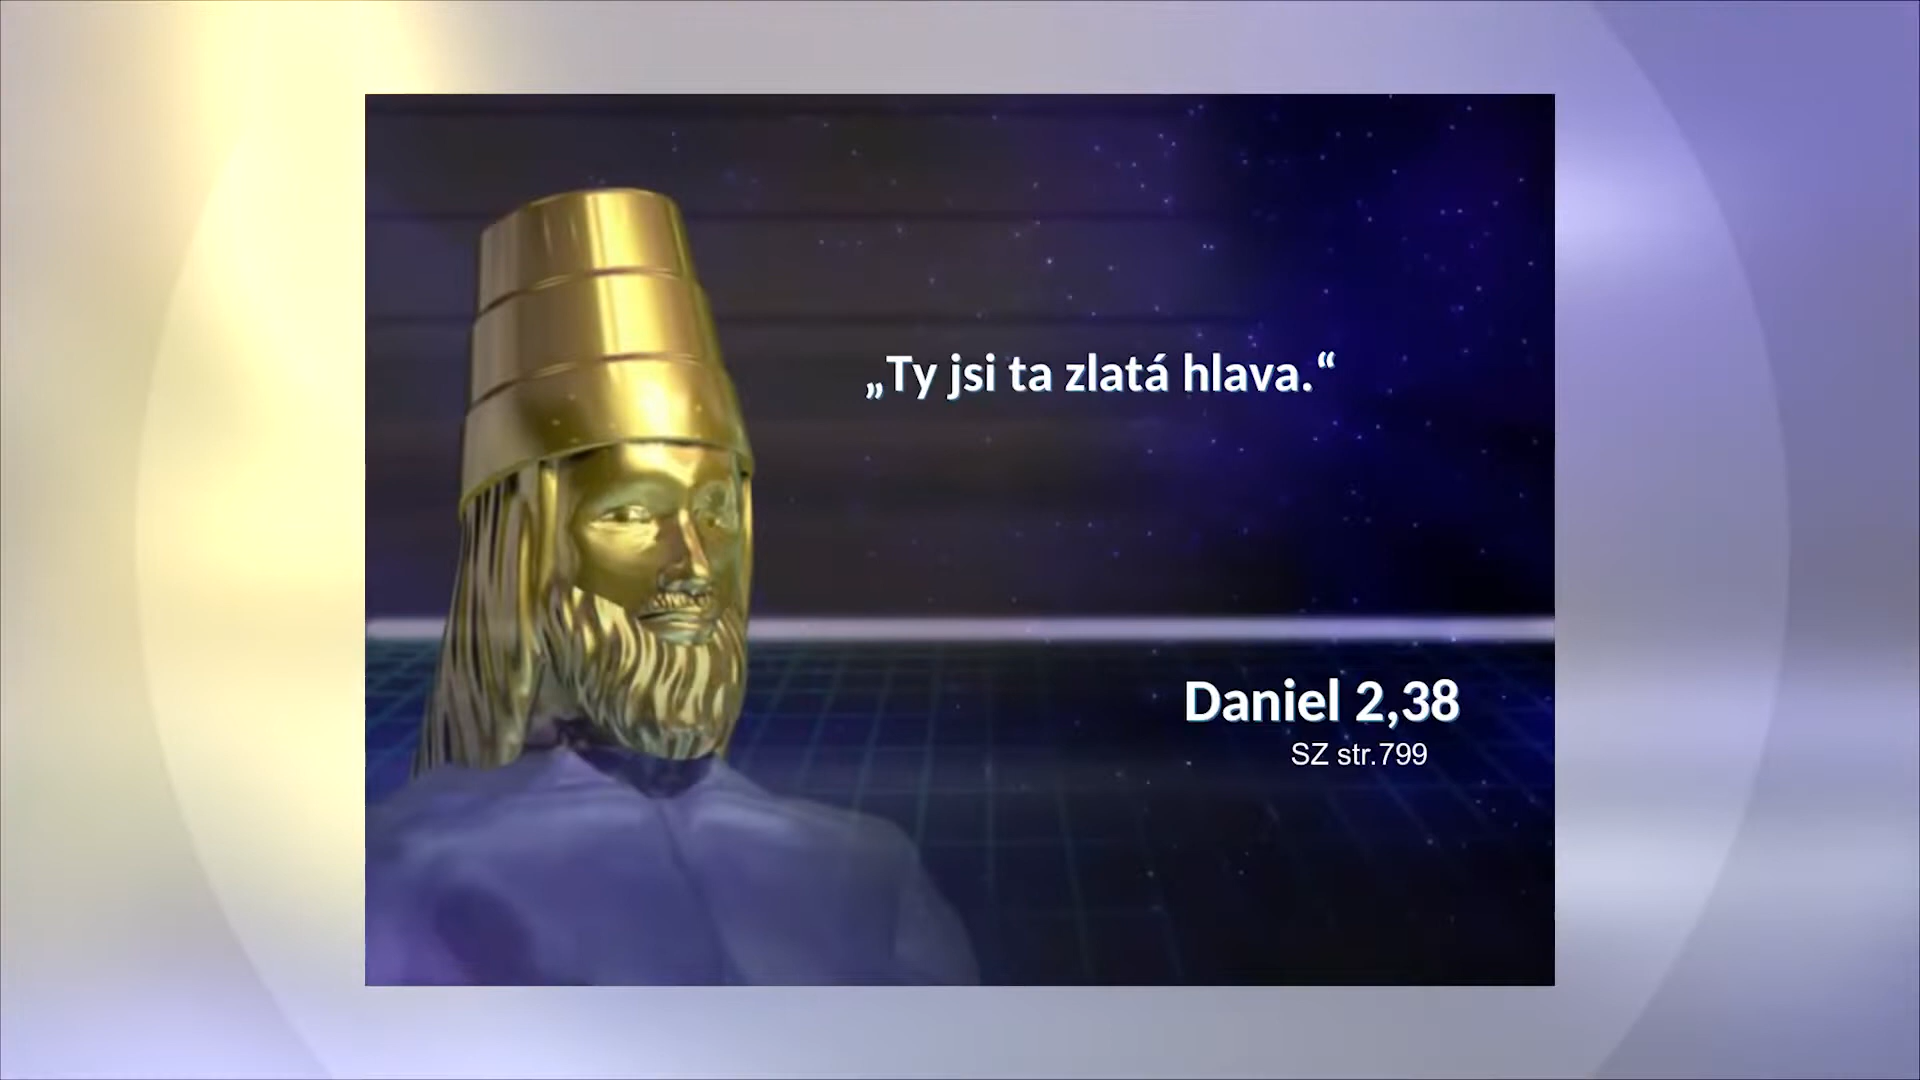 „Ty jsi ta zlatá hlava.“
Daniel 2,38
SZ str.799